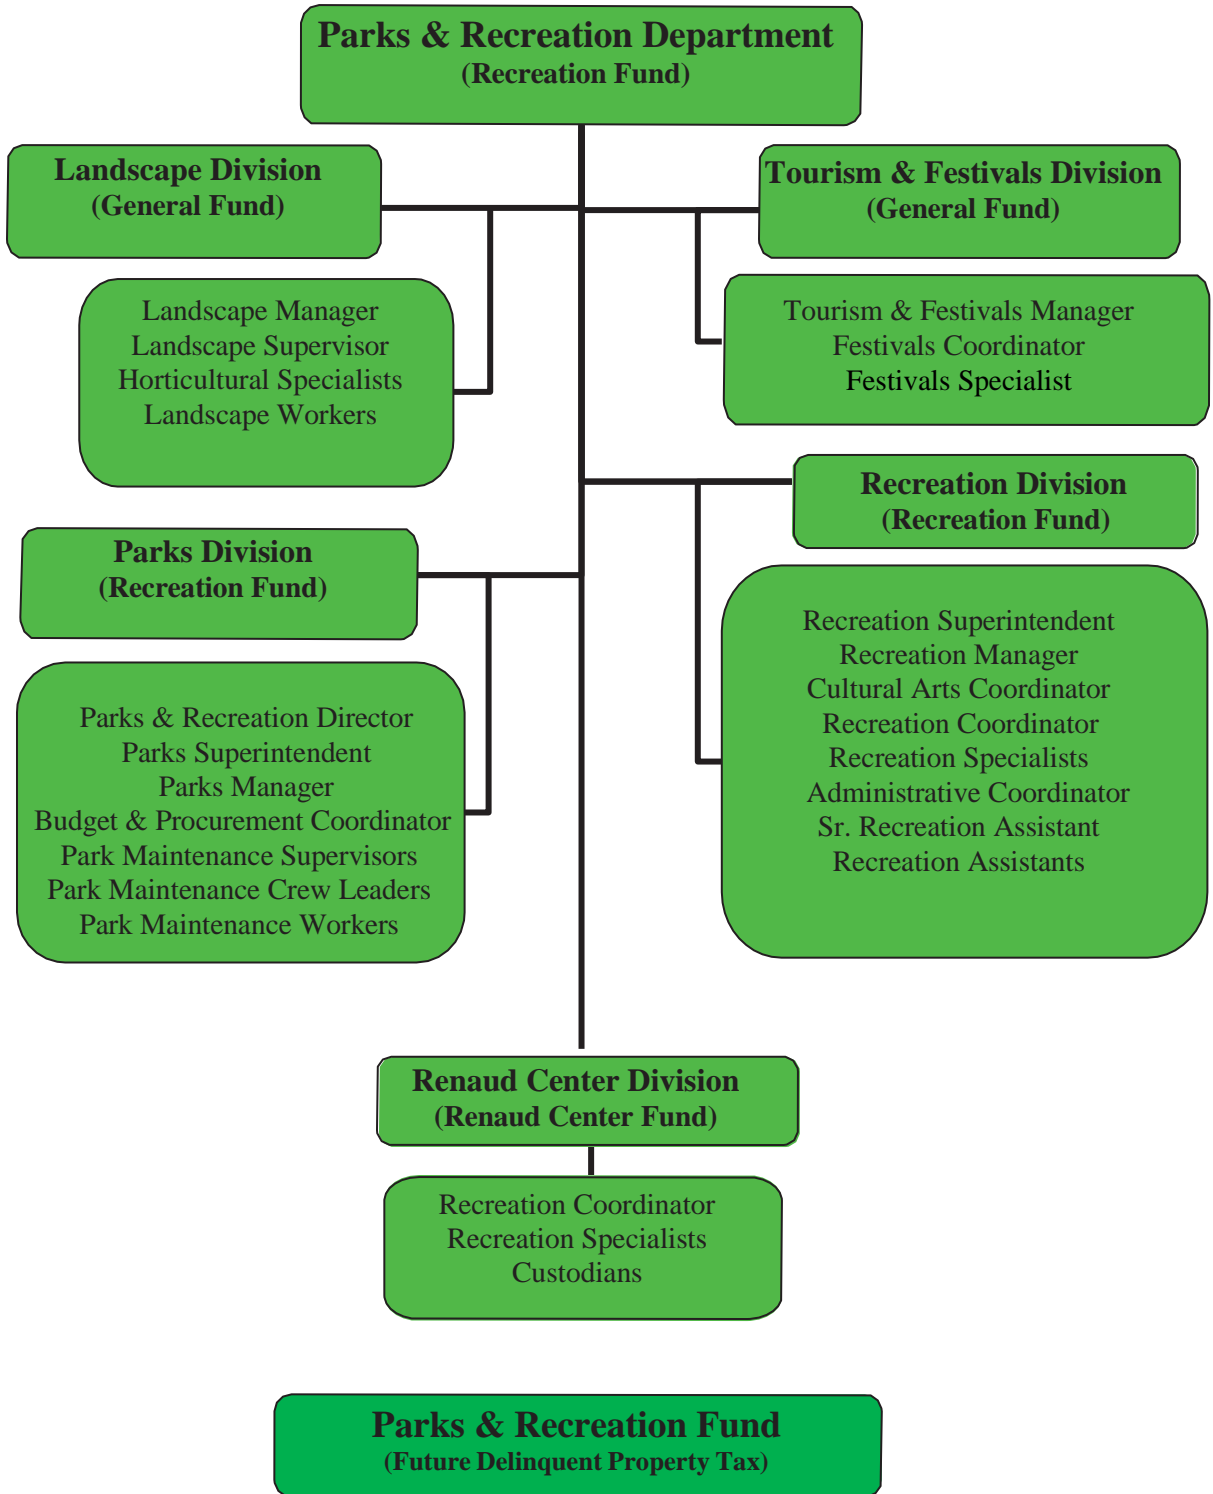 Parks & Recreation Department
(Recreation Fund)
Landscape Division
(General Fund)
Tourism & Festivals Division
(General Fund)
Landscape Manager
Landscape Supervisor
Horticultural Specialists
Landscape Workers
Tourism & Festivals Manager
Festivals Coordinator
Festivals Specialist
Recreation Division
(Recreation Fund)
Parks Division
(Recreation Fund)
Recreation Superintendent
Recreation Manager
Cultural Arts Coordinator
Recreation Coordinator
Recreation Specialists
Administrative Coordinator
Sr. Recreation Assistant
Recreation Assistants
Parks & Recreation Director
Parks Superintendent
Parks Manager
Budget & Procurement Coordinator
Park Maintenance Supervisors
Park Maintenance Crew Leaders
Park Maintenance Workers
Renaud Center Division
(Renaud Center Fund)
Recreation Coordinator
Recreation Specialists
Custodians
Parks & Recreation Fund
(Future Delinquent Property Tax)